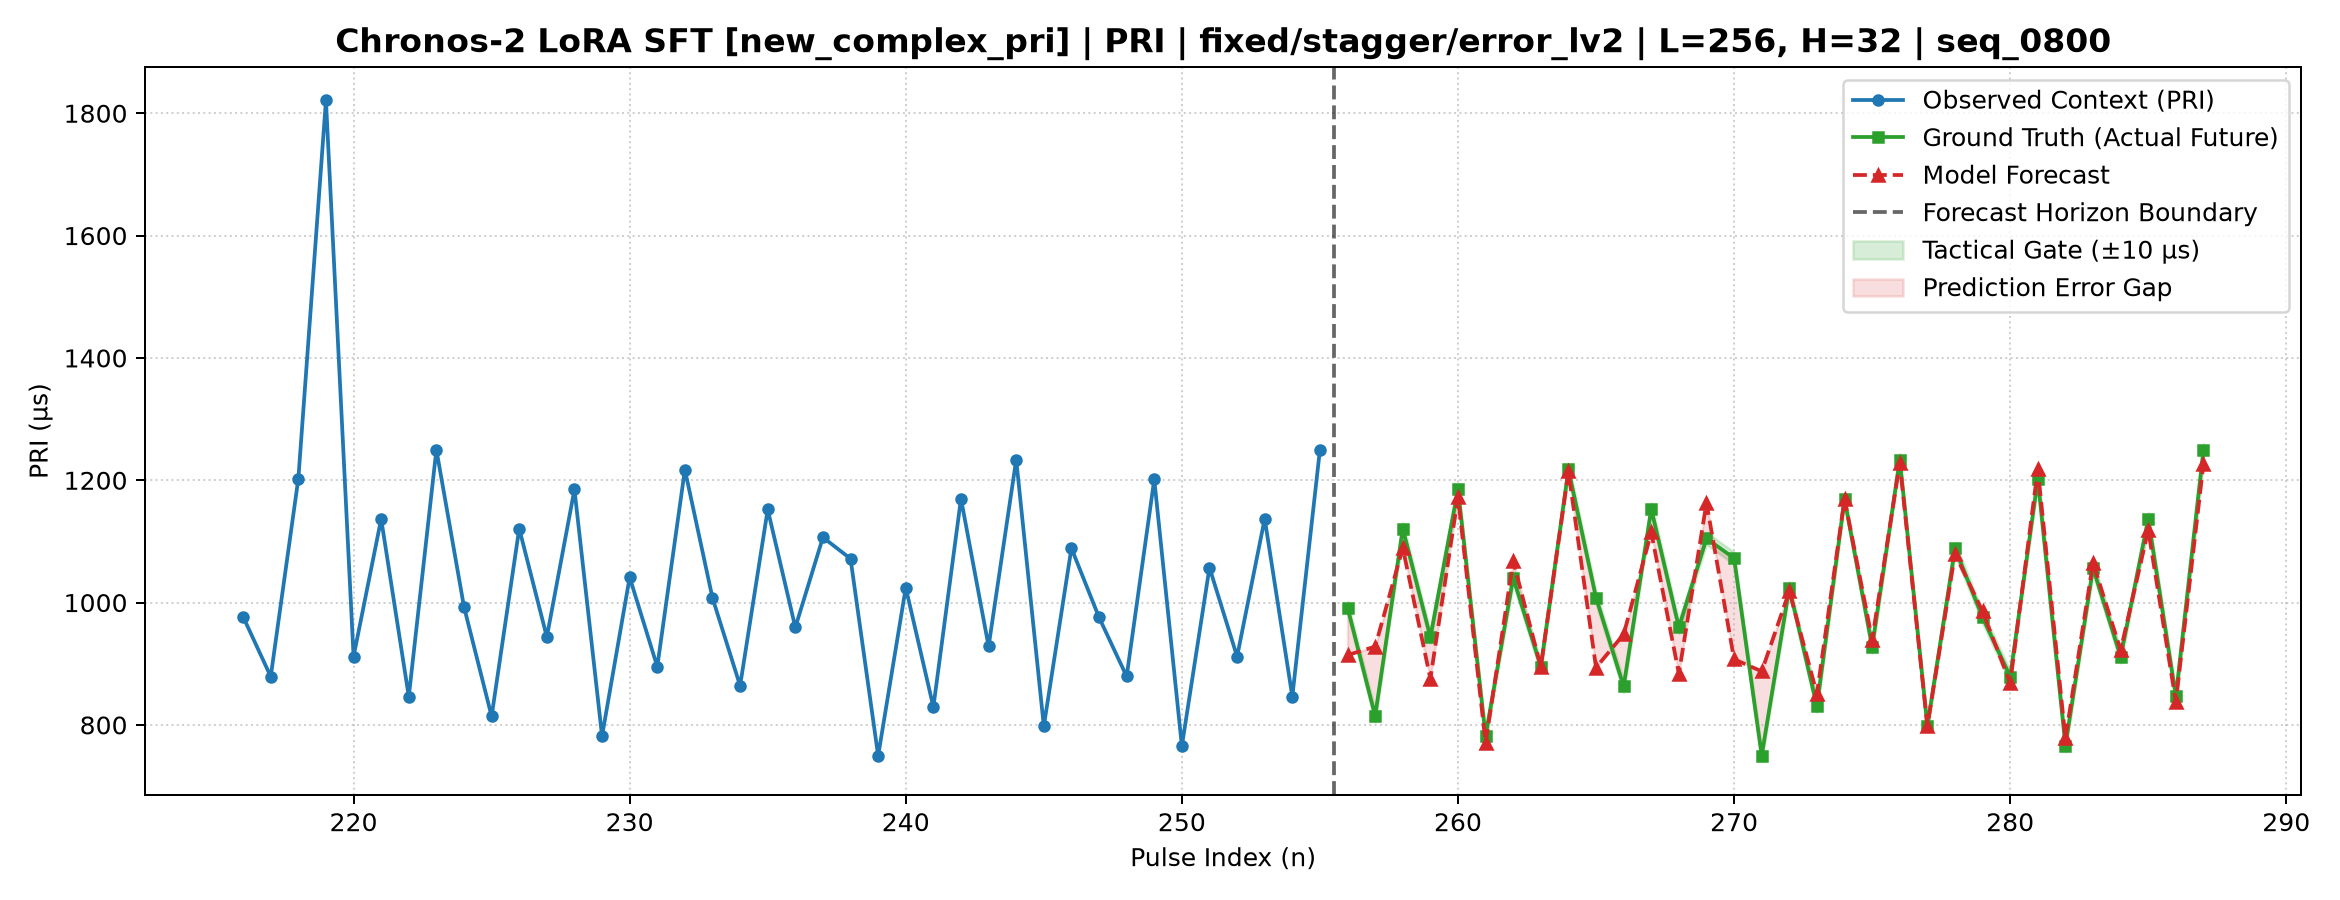 Chronos-2 LoRA SFT [new_complex_pri] | PRI | fixed/stagger/error_lv2 | L=256, H=32 | seq_0800
Observed Context (PRI)
Ground Truth (Actual Future)
Model Forecast
Forecast Horizon Boundary
Tactical Gate (±10 µs)
Prediction Error Gap
PRI (µs)
1800
1600
1400
1200
1000
800
220
230
240
250
260
270
280
290
Pulse Index (n)